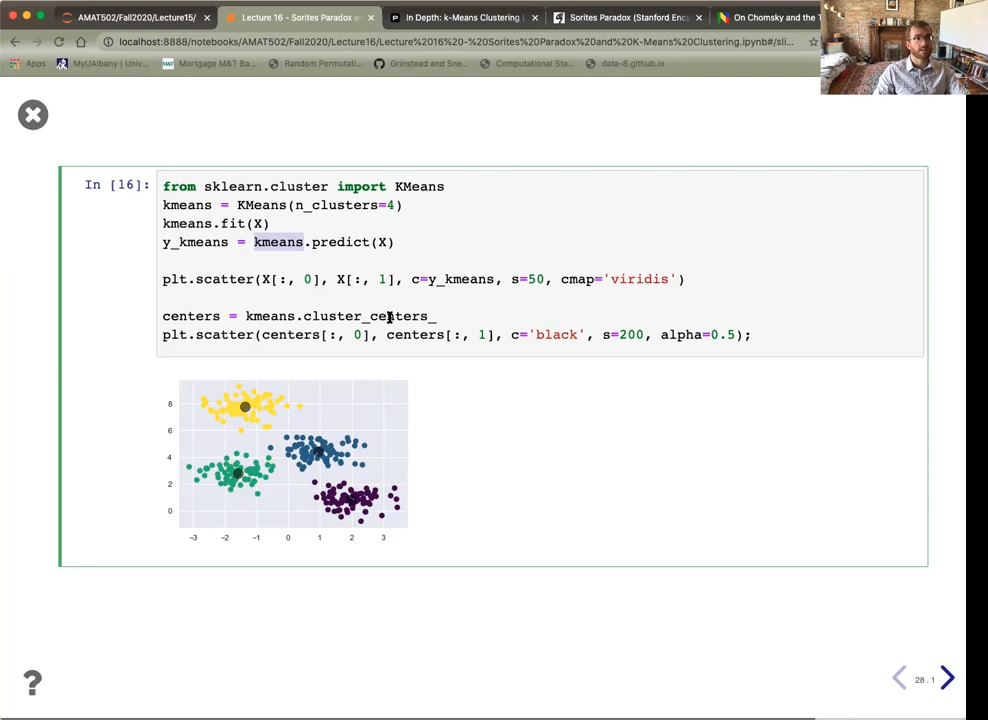 AMAT502/Fall2020/Lecture15/ × Lecture 16 - Sorites Paradox an × In Depth: k-Means Clustering | × Sorites Paradox (Stanford Ency × On Chomsky and the T
localhost:8888/notebooks/AMAT502/Fall2020/Lecture16/Lecture%2016%20-%20Sorites%20Paradox%20and%20K-Means%20Clustering.ipynb#/sli...
Apps MyUAlbany | Univ... Mortgage M&T Ba... Random Permutati... Grinstead and Sne... Computational Sta... data-8.github.io
In [16]:
from sklearn.cluster import KMeans
kmeans = KMeans(n_clusters=4)
kmeans.fit(X)
y_kmeans = kmeans.predict(X)
plt.scatter(X[:, 0], X[:, 1], c=y_kmeans, s=50, cmap='viridis')
centers = kmeans.cluster_centers_
plt.scatter(centers[:, 0], centers[:, 1], c='black', s=200, alpha=0.5);
8
6
4
2
0
−3 −2 −1 0 1 2 3
?
28.1